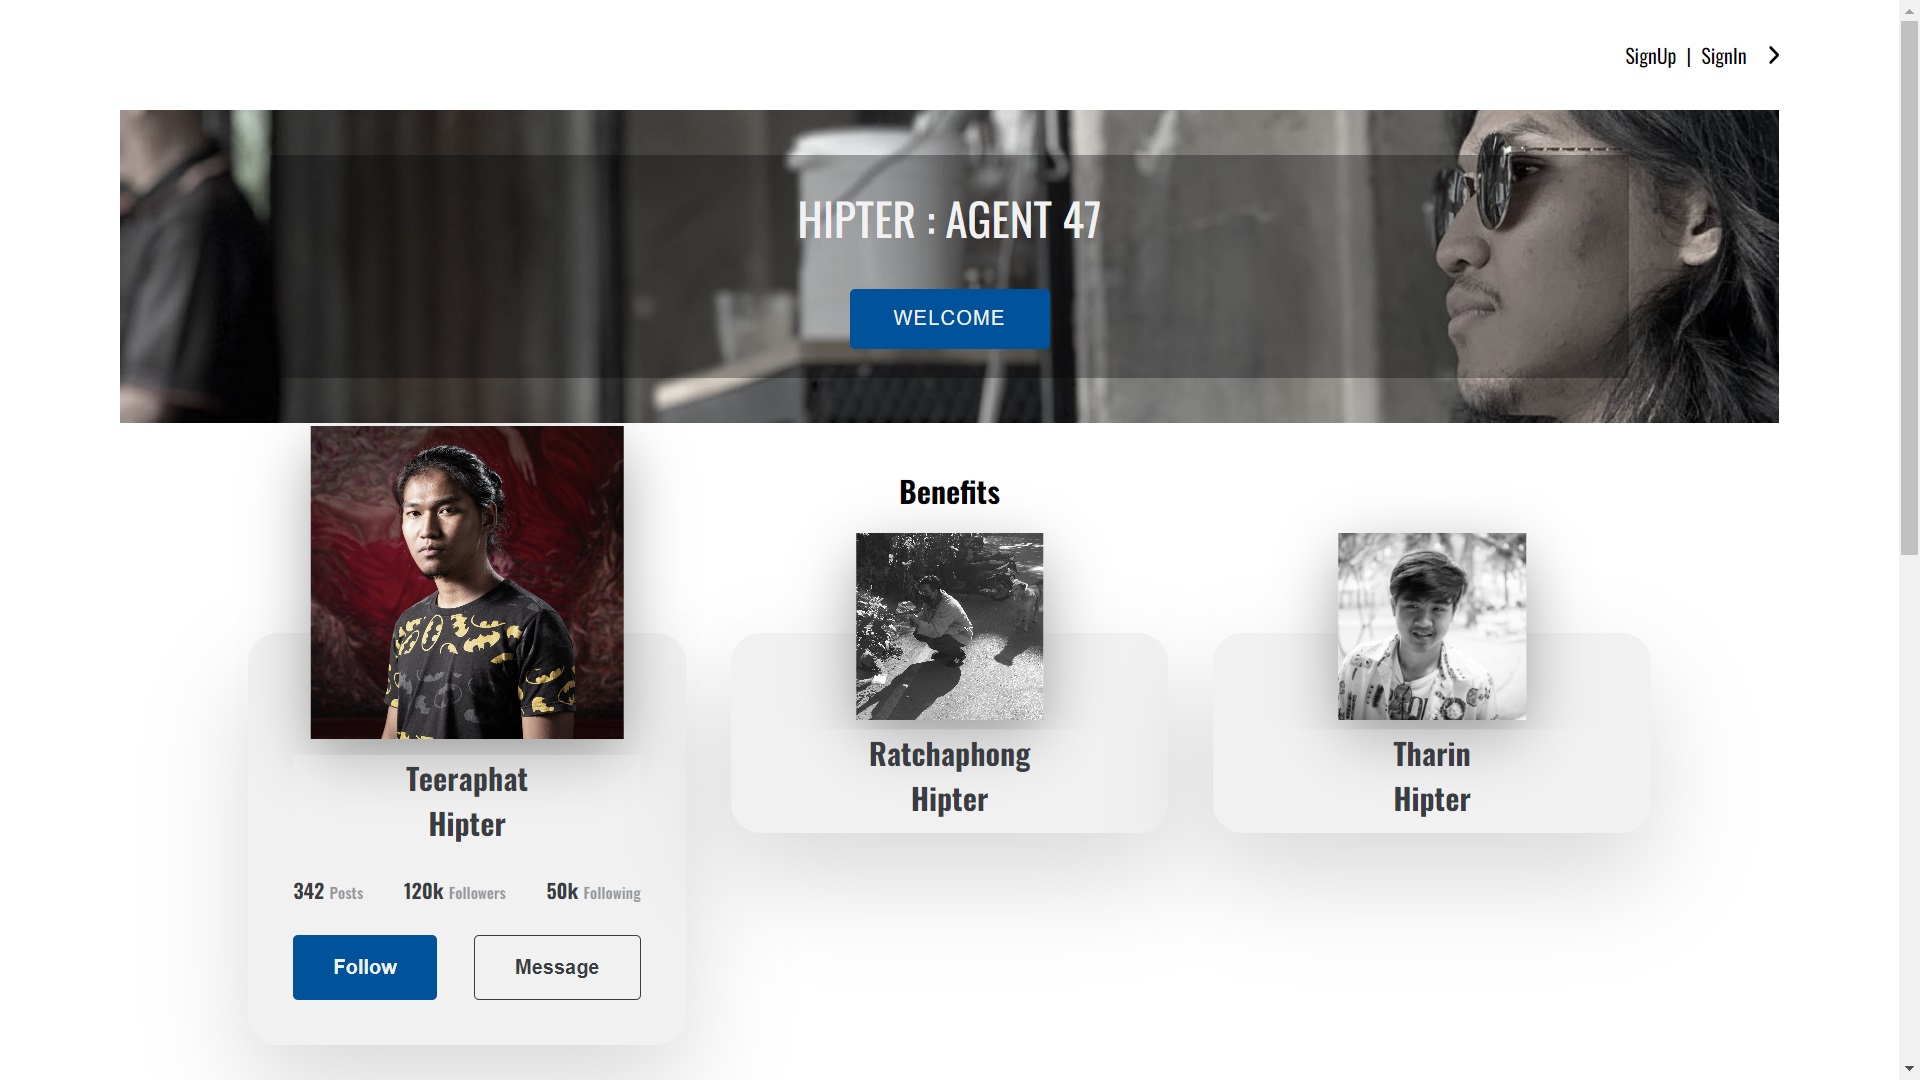 SignUp | SignIn
HIPTER : AGENT 47
WELCOME
Benefits
Teeraphat
Hipter
342 Posts 120k Followers 50k Following
Follow Message
Ratchaphong
Hipter
Tharin
Hipter